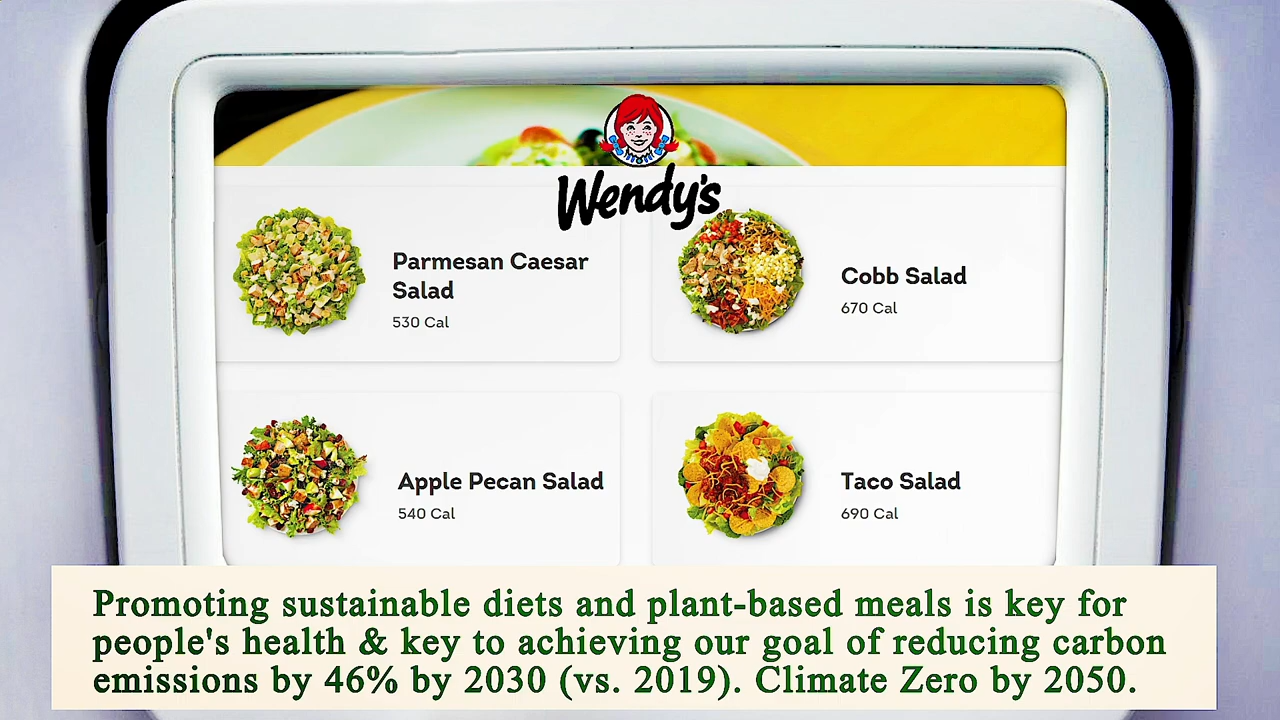 Wendy's
Parmesan Caesar
Salad
530 Cal
Cobb Salad
670 Cal
Apple Pecan Salad
540 Cal
Taco Salad
690 Cal
Promoting sustainable diets and plant-based meals is key for
people's health & key to achieving our goal of reducing carbon
emissions by 46% by 2030 (vs. 2019). Climate Zero by 2050.